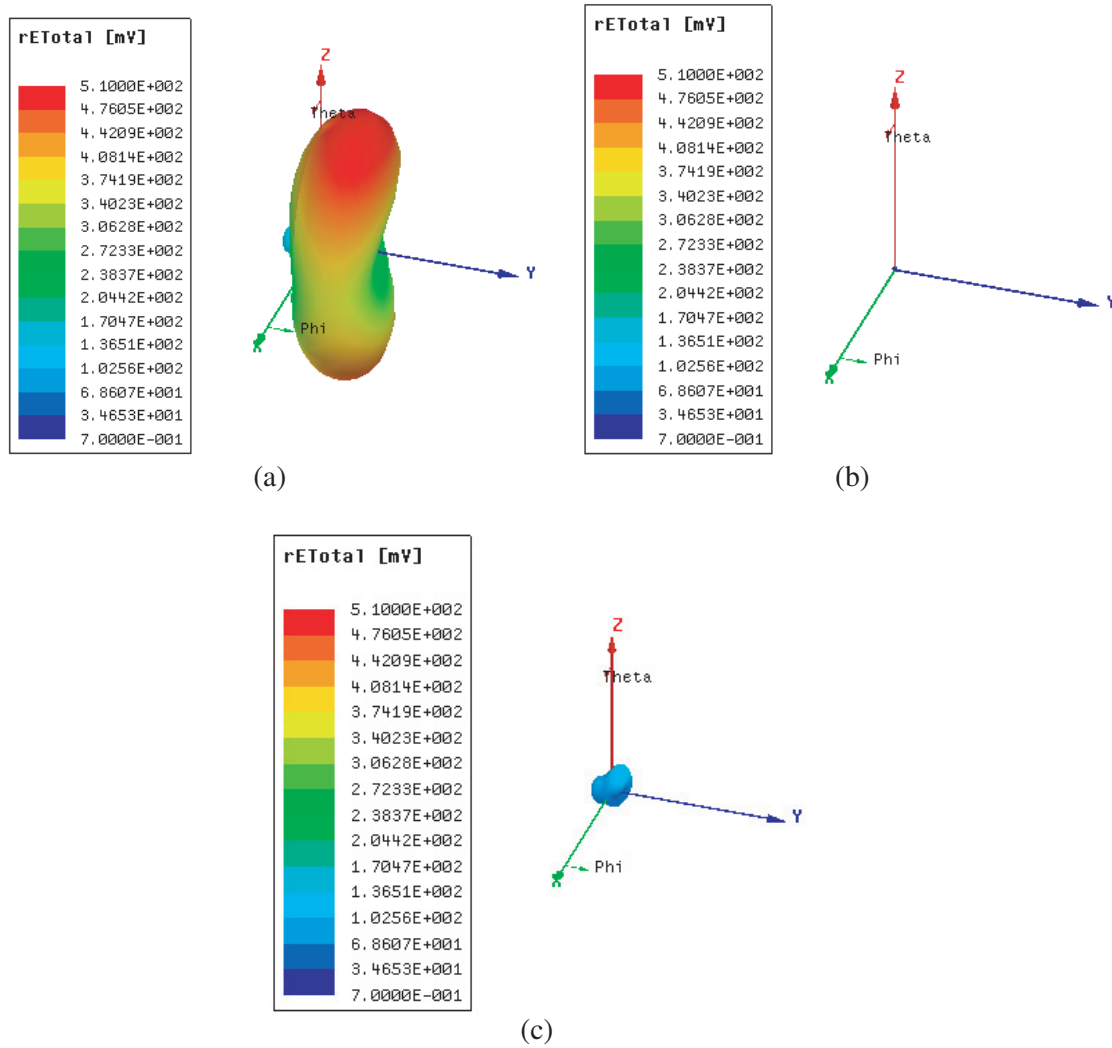 rETotal [mV]
5.1000E+002
4.7605E+002
4.4209E+002
4.0814E+002
3.7419E+002
3.4023E+002
3.0628E+002
2.7233E+002
2.3837E+002
2.0442E+002
1.7047E+002
1.3651E+002
1.0256E+002
6.8607E+001
3.4653E+001
7.0000E-001
Z
Theta
Y
Phi
X
(a)
rETotal [mV]
5.1000E+002
4.7605E+002
4.4209E+002
4.0814E+002
3.7419E+002
3.4023E+002
3.0628E+002
2.7233E+002
2.3837E+002
2.0442E+002
1.7047E+002
1.3651E+002
1.0256E+002
6.8607E+001
3.4653E+001
7.0000E-001
Z
Theta
Y
Phi
X
(b)
rETotal [mV]
5.1000E+002
4.7605E+002
4.4209E+002
4.0814E+002
3.7419E+002
3.4023E+002
3.0628E+002
2.7233E+002
2.3837E+002
2.0442E+002
1.7047E+002
1.3651E+002
1.0256E+002
6.8607E+001
3.4653E+001
7.0000E-001
Z
Theta
Y
Phi
X
(c)